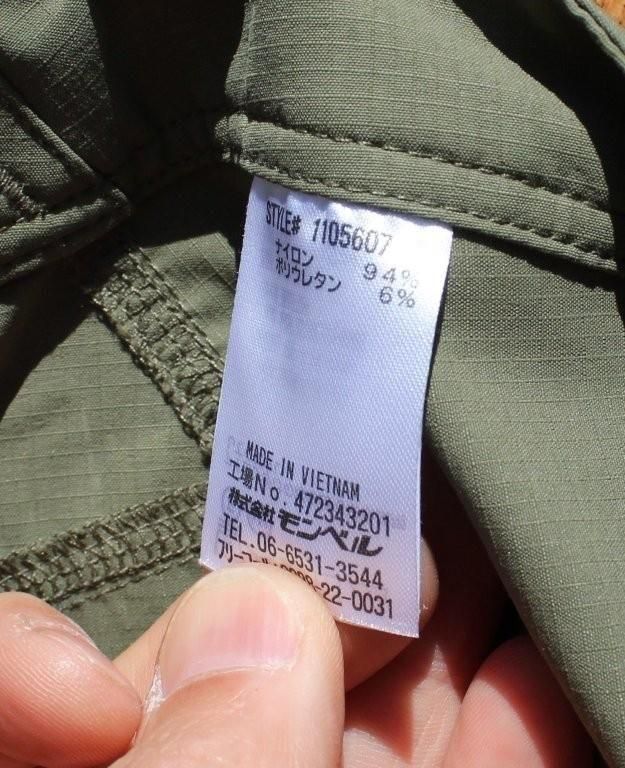 STYLE# 1105607
ナイロン 94%
ポリウレタン 6%
MADE IN VIETNAM
工場No. 472343201
株式会社モンベル
TEL.06-6531-3544
-22-0031